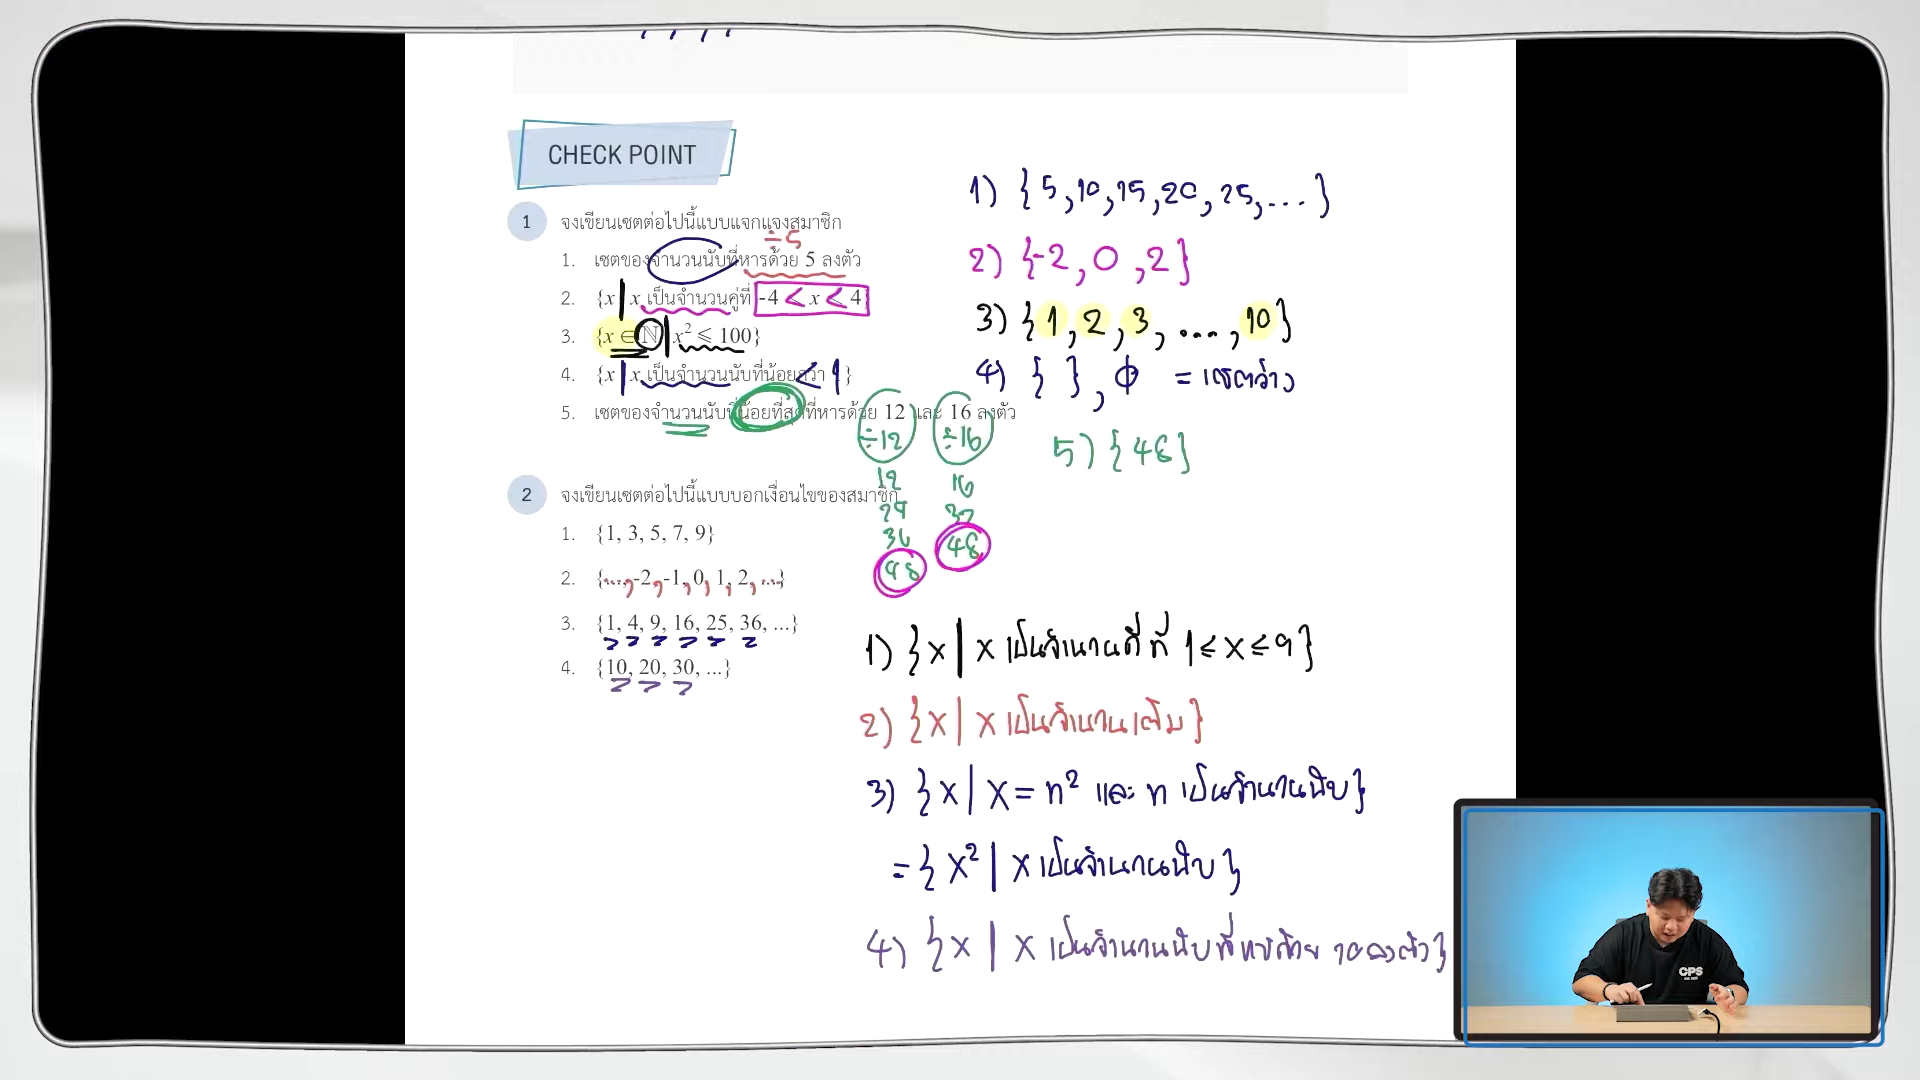 CHECK POINT
1 จงเขียนเซตต่อไปนี้แบบแจกแจงสมาชิก
÷5
1. เซตของจำนวนนับที่หารด้วย 5 ลงตัว
2. {x | x เป็นจำนวนคู่ที่ -4 < x < 4}
3. {x ∈ ℕ | x² ≤ 100}
4. {x | x เป็นจำนวนนับที่น้อยกว่า 1}
< 1
5. เซตของจำนวนนับที่น้อยที่สุดที่หารด้วย 12 และ 16 ลงตัว
÷12 ÷16
12 16
24 32
36 48
48
1) {5, 10, 15, 20, 25, ...}
2) {-2, 0, 2}
3) {1, 2, 3, ..., 10}
4) { }, ϕ = เซตว่าง
5) {48}
2 จงเขียนเซตต่อไปนี้แบบบอกเงื่อนไขของสมาชิก
1. {1, 3, 5, 7, 9}
2. {..., -2, -1, 0, 1, 2, ...}
3. {1, 4, 9, 16, 25, 36, ...}
4. {10, 20, 30, ...}
1) {x | x เป็นจำนวนคี่ ที่ 1 ≤ x ≤ 9}
2) {x | x เป็นจำนวนเต็ม}
3) {x | x = n² และ n เป็นจำนวนนับ}
= {x² | x เป็นจำนวนนับ}
4) {x | x เป็นจำนวนนับที่หารด้วย 10 ลงตัว}
CPS